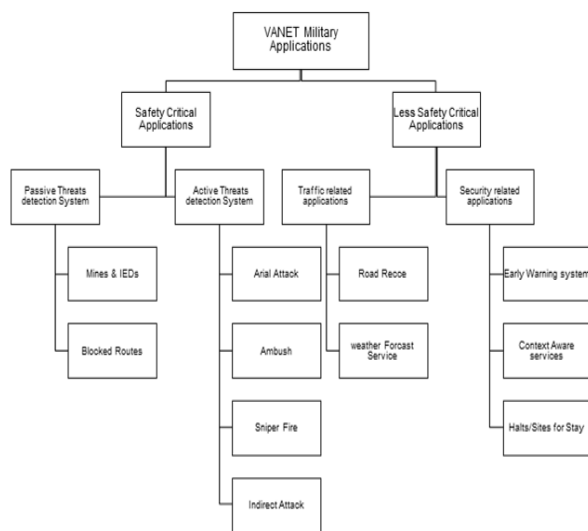 VANET Military
Applications
Safety Critical
Applications
Less Safety Critical
Applications
Passive Threats
detection System
Active Threats
detection System
Traffic related
applications
Security related
applications
Mines & IEDs
Blocked Routes
Arial Attack
Ambush
Sniper Fire
Indirect Attack
Road Recce
weather Forcast
Service
Early Warning system
Context Aware
services
Halts/Sites for Stay